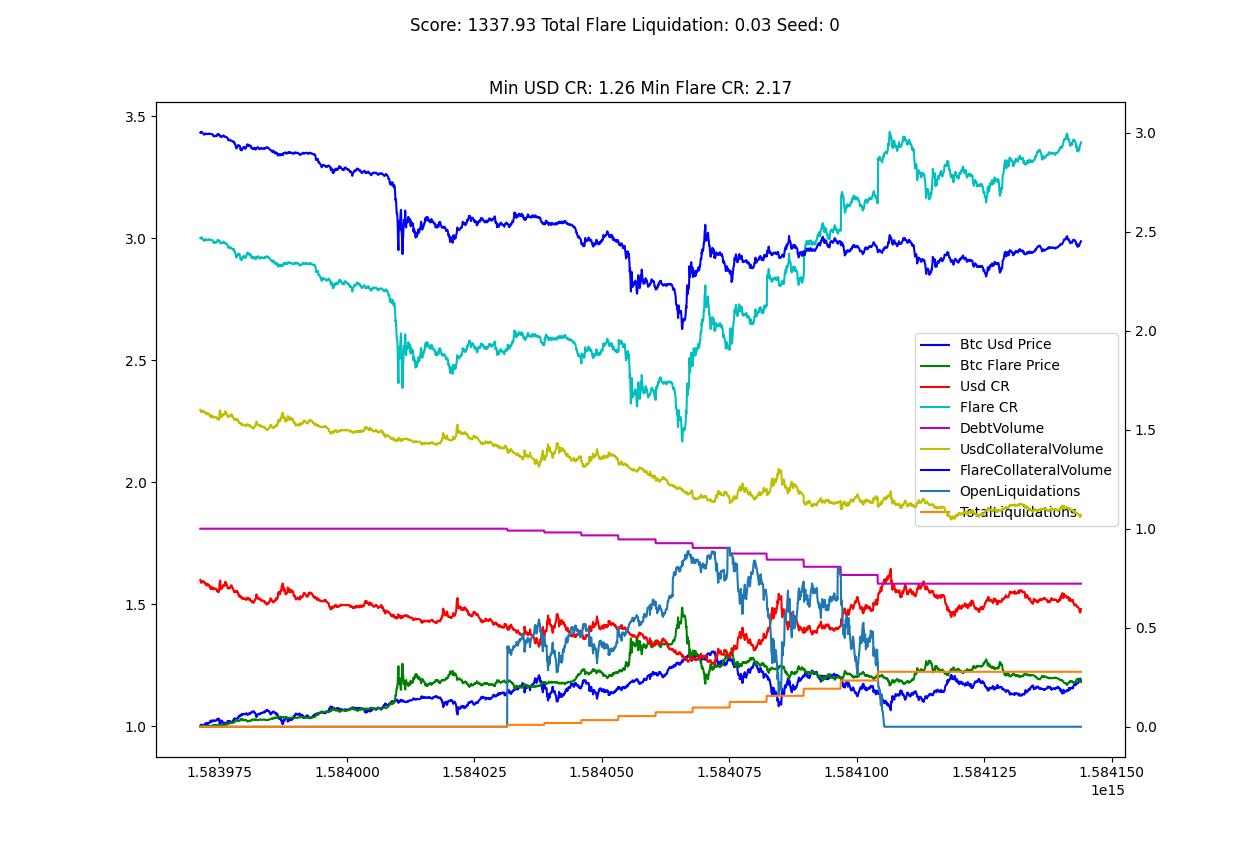 Score: 1337.93 Total Flare Liquidation: 0.03 Seed: 0
Min USD CR: 1.26 Min Flare CR: 2.17
3.5
3.0
2.5
2.0
1.5
1.0
3.0
2.5
2.0
1.5
1.0
0.5
0.0
Btc Usd Price
Btc Flare Price
Usd CR
Flare CR
DebtVolume
UsdCollateralVolume
FlareCollateralVolume
OpenLiquidations
TotalLiquidations
1.583975 1.584000 1.584025 1.584050 1.584075 1.584100 1.584125 1.584150
1e15